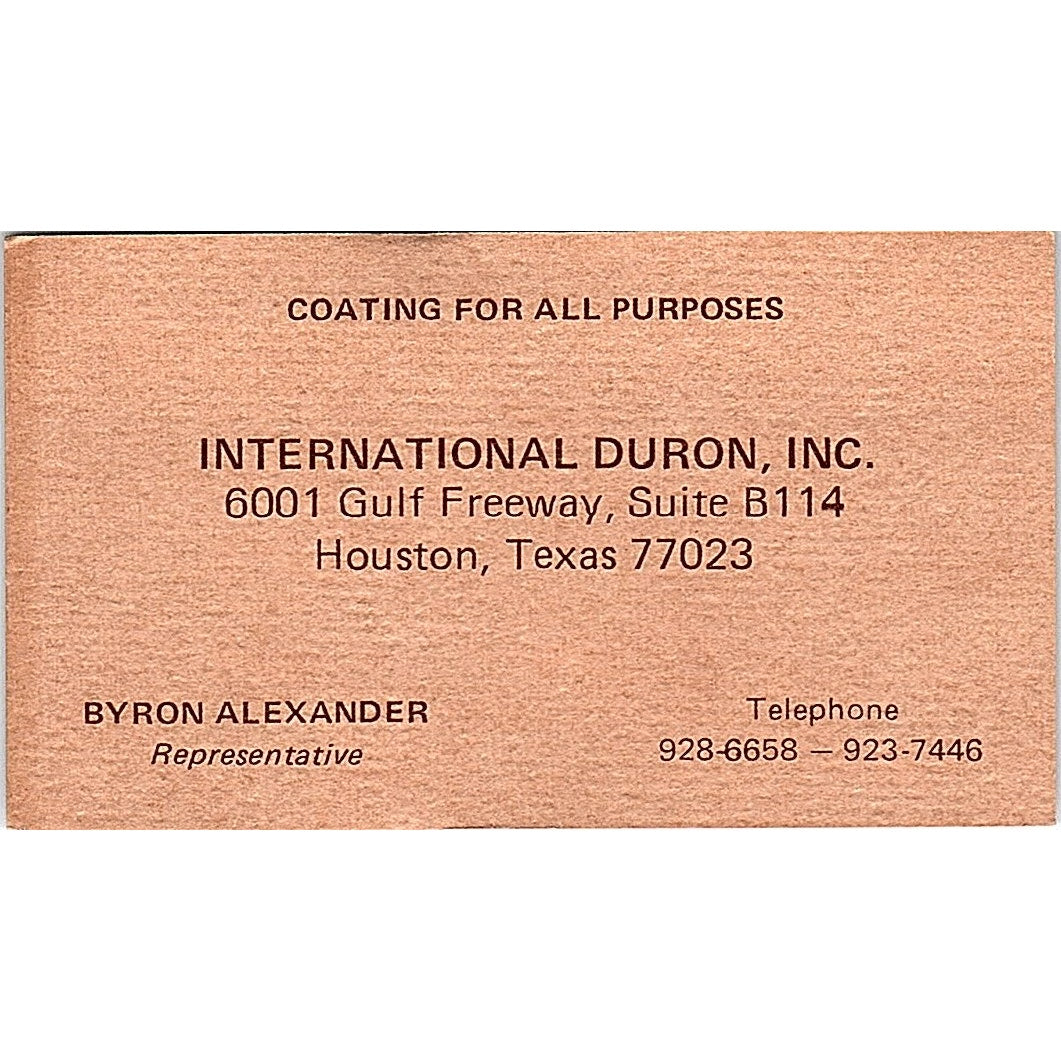 COATING FOR ALL PURPOSES
INTERNATIONAL DURON, INC.
6001 Gulf Freeway, Suite B114
Houston, Texas 77023
BYRON ALEXANDER
Representative
Telephone
928-6658 — 923-7446